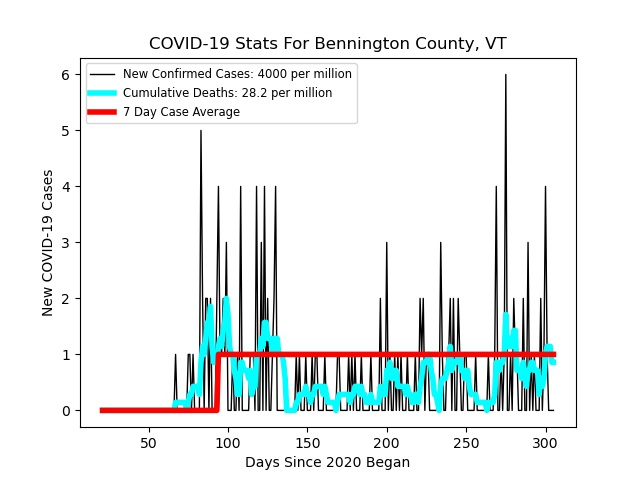 COVID-19 Stats For Bennington County, VT
New Confirmed Cases: 4000 per million
Cumulative Deaths: 28.2 per million
7 Day Case Average
New COVID-19 Cases
6
5
4
3
2
1
0
50 100 150 200 250 300
Days Since 2020 Began